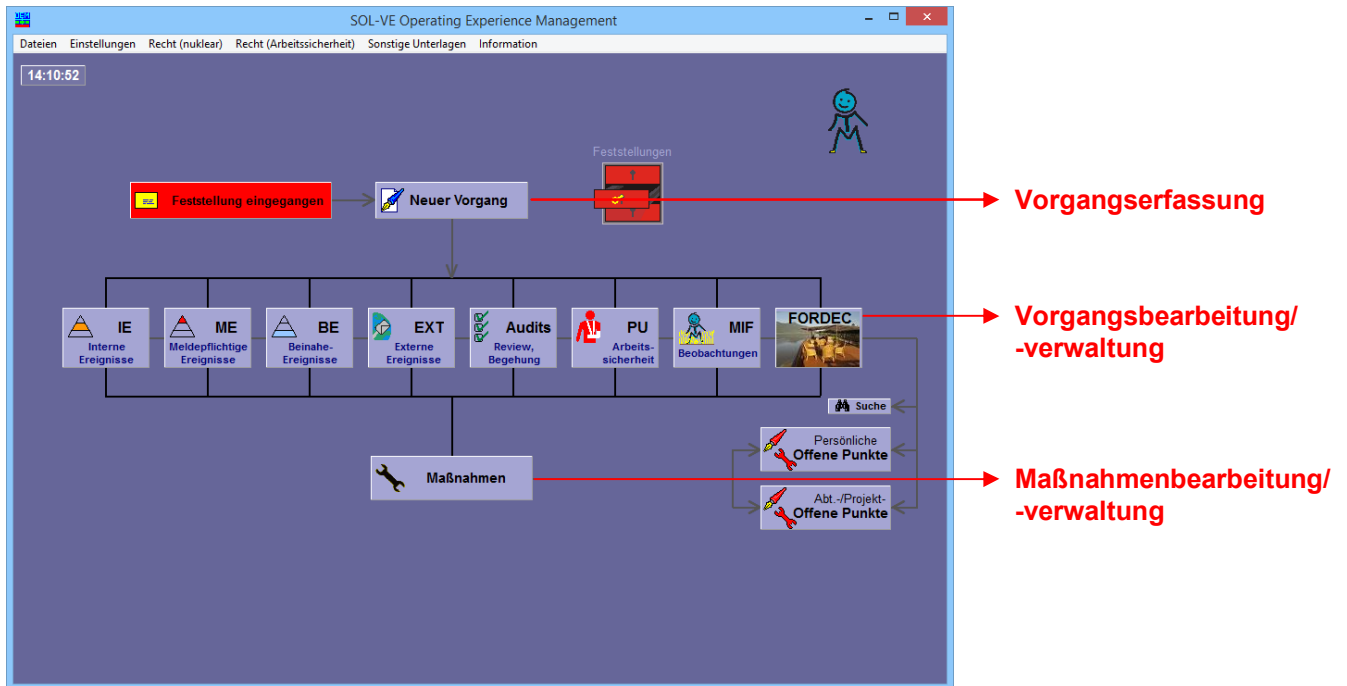 SOL-VE Operating Experience Management
Dateien Einstellungen Recht (nuklear) Recht (Arbeitssicherheit) Sonstige Unterlagen Information
14:10:52
Feststellungen
Feststellung eingegangen
Neuer Vorgang
Vorgangserfassung
IE
Interne
Ereignisse
ME
Meldepflichtige
Ereignisse
BE
Beinahe-
Ereignisse
EXT
Externe
Ereignisse
Audits
Review,
Begehung
PU
Arbeits-
sicherheit
MIF
Beobachtungen
FORDEC
Vorgangsbearbeitung/
-verwaltung
Suche
Persönliche
Offene Punkte
Maßnahmen
Abt.-/Projekt-
Offene Punkte
Maßnahmenbearbeitung/
-verwaltung